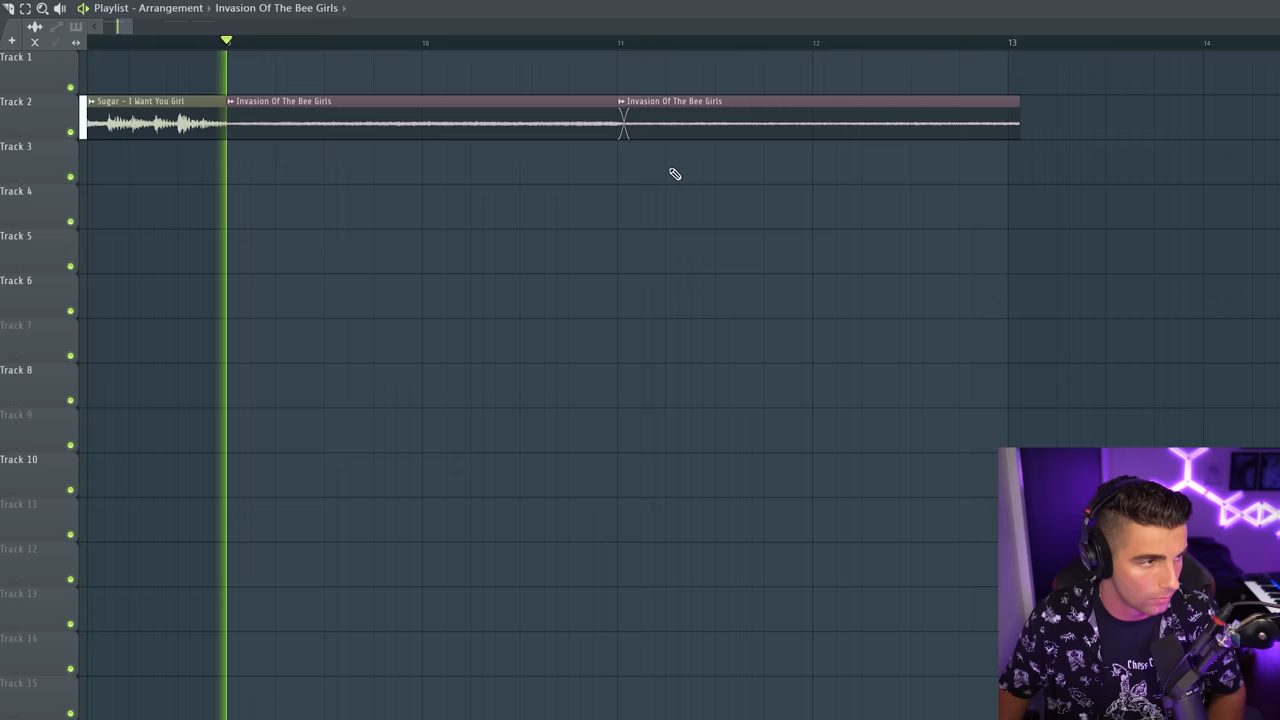 Playlist - Arrangement › Invasion Of The Bee Girls ›
10 11 12 13 14
Track 1
Track 2
Sugar - I Want You Girl
Invasion Of The Bee Girls
Invasion Of The Bee Girls
Track 3
Track 4
Track 5
Track 6
Track 7
Track 8
Track 9
Track 10
Track 11
Track 12
Track 13
Track 14
Track 15
Chess C